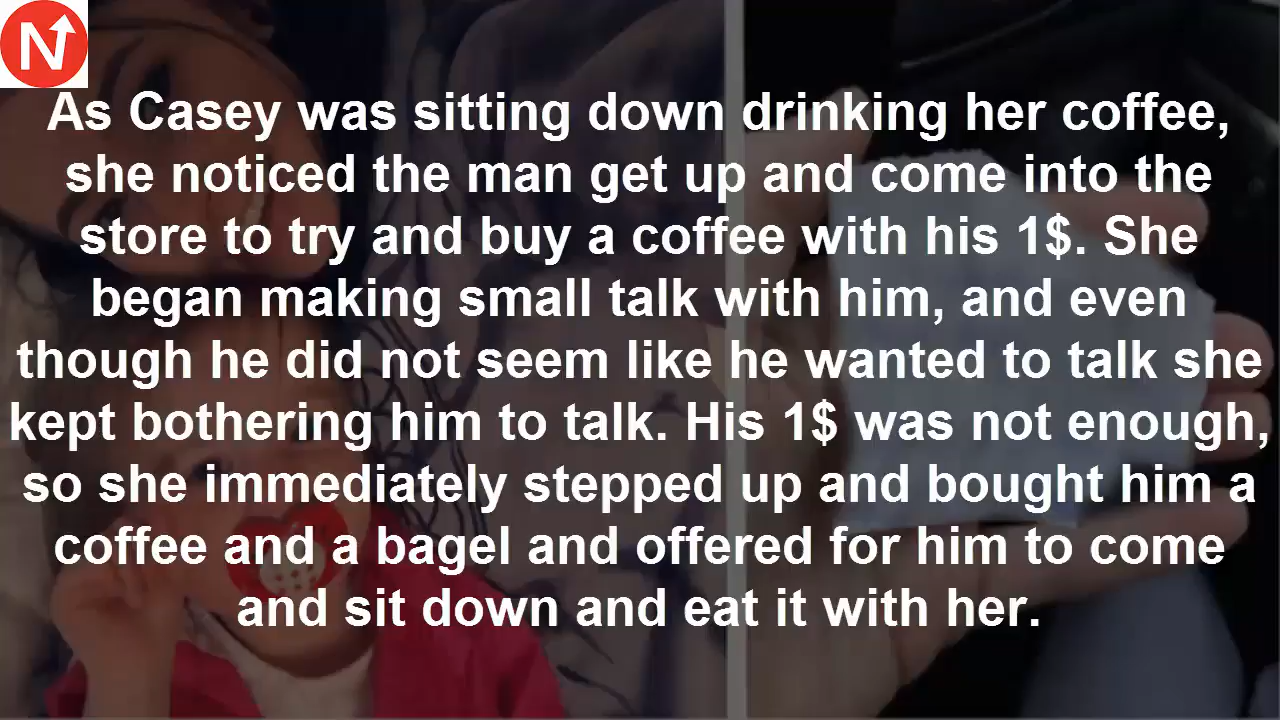 N
As Casey was sitting down drinking her coffee,
she noticed the man get up and come into the
store to try and buy a coffee with his 1$. She
began making small talk with him, and even
though he did not seem like he wanted to talk she
kept bothering him to talk. His 1$ was not enough,
so she immediately stepped up and bought him a
coffee and a bagel and offered for him to come
and sit down and eat it with her.